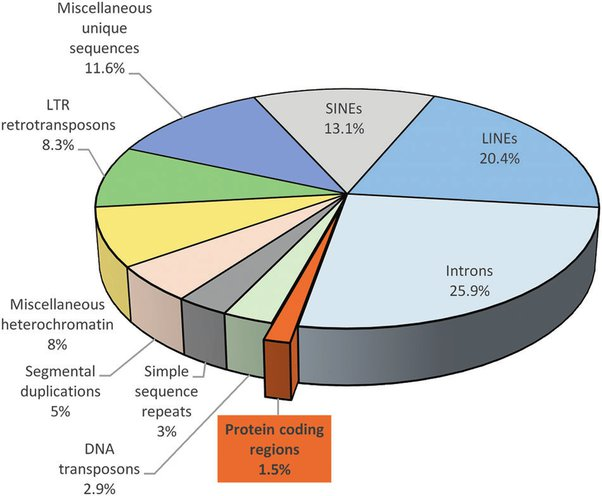 Miscellaneous
unique
sequences
11.6%
SINEs
13.1%
LINEs
20.4%
LTR
retrotransposons
8.3%
Introns
25.9%
Miscellaneous
heterochromatin
8%
Segmental
duplications
5%
Simple
sequence
repeats
3%
DNA
transposons
2.9%
Protein coding
regions
1.5%